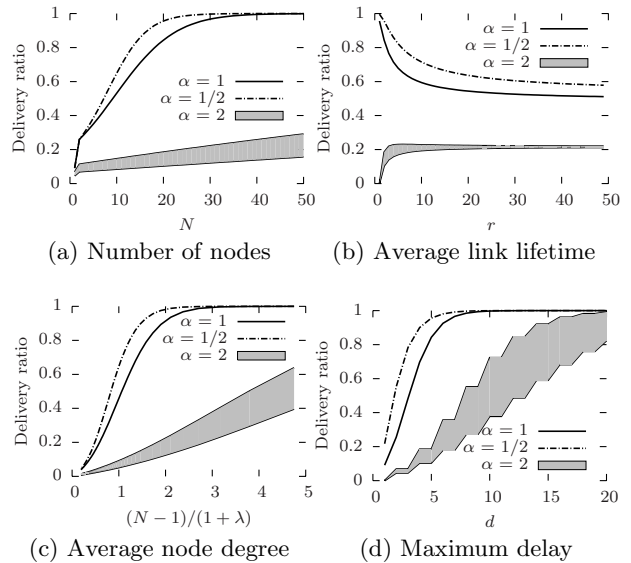 1
0.8
0.6
0.4
0.2
0
Delivery ratio
α = 1
α = 1/2
α = 2
0 10 20 30 40 50
N
(a) Number of nodes
1
0.8
0.6
0.4
0.2
0
Delivery ratio
α = 1
α = 1/2
α = 2
0 10 20 30 40 50
r
(b) Average link lifetime
1
0.8
0.6
0.4
0.2
0
Delivery ratio
α = 1
α = 1/2
α = 2
0 1 2 3 4 5
(N − 1)/(1 + λ)
(c) Average node degree
1
0.8
0.6
0.4
0.2
0
Delivery ratio
α = 1
α = 1/2
α = 2
0 5 10 15 20
d
(d) Maximum delay